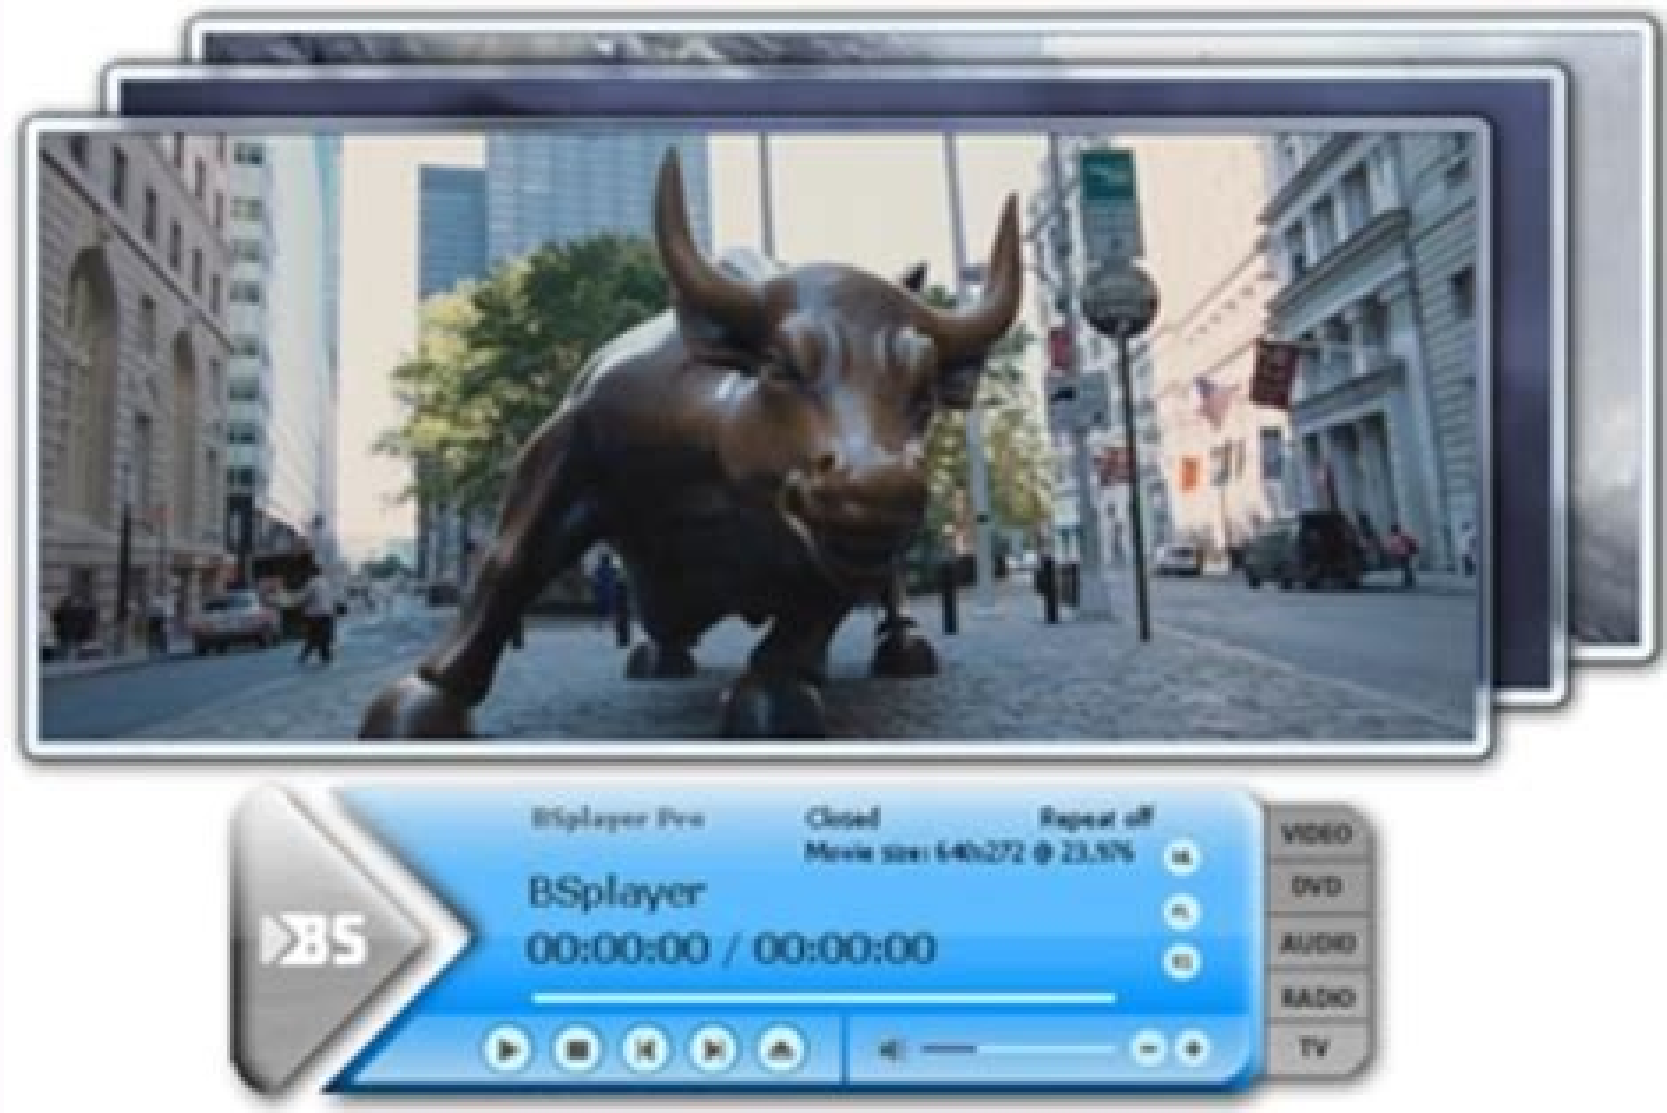 BSplayer Pro
Closed
Repeat off
Movie size: 640x272 @ 23.976
BSplayer
00:00:00 / 00:00:00
BS
VIDEO
DVD
AUDIO
RADIO
TV